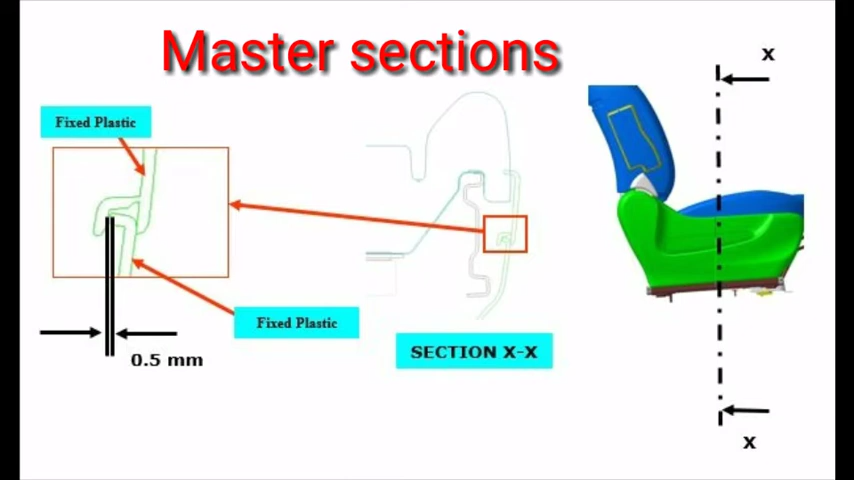 Master sections
Fixed Plastic
Fixed Plastic
0.5 mm
SECTION X-X
x
x